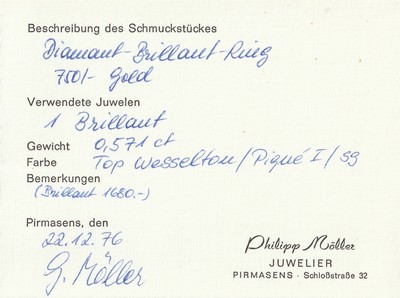 Beschreibung des Schmuckstückes
Diamant-Brillant-Ring
750/- Gold
Verwendete Juwelen
1 Brillant
Gewicht 0,571 ct
Farbe Top Wesselton/Piqué I/sg
Bemerkungen
(Brillant 1680.-)
Pirmasens, den
22.12.76
G. Möller
Philipp Möller
JUWELIER
PIRMASENS · Schloßstraße 32